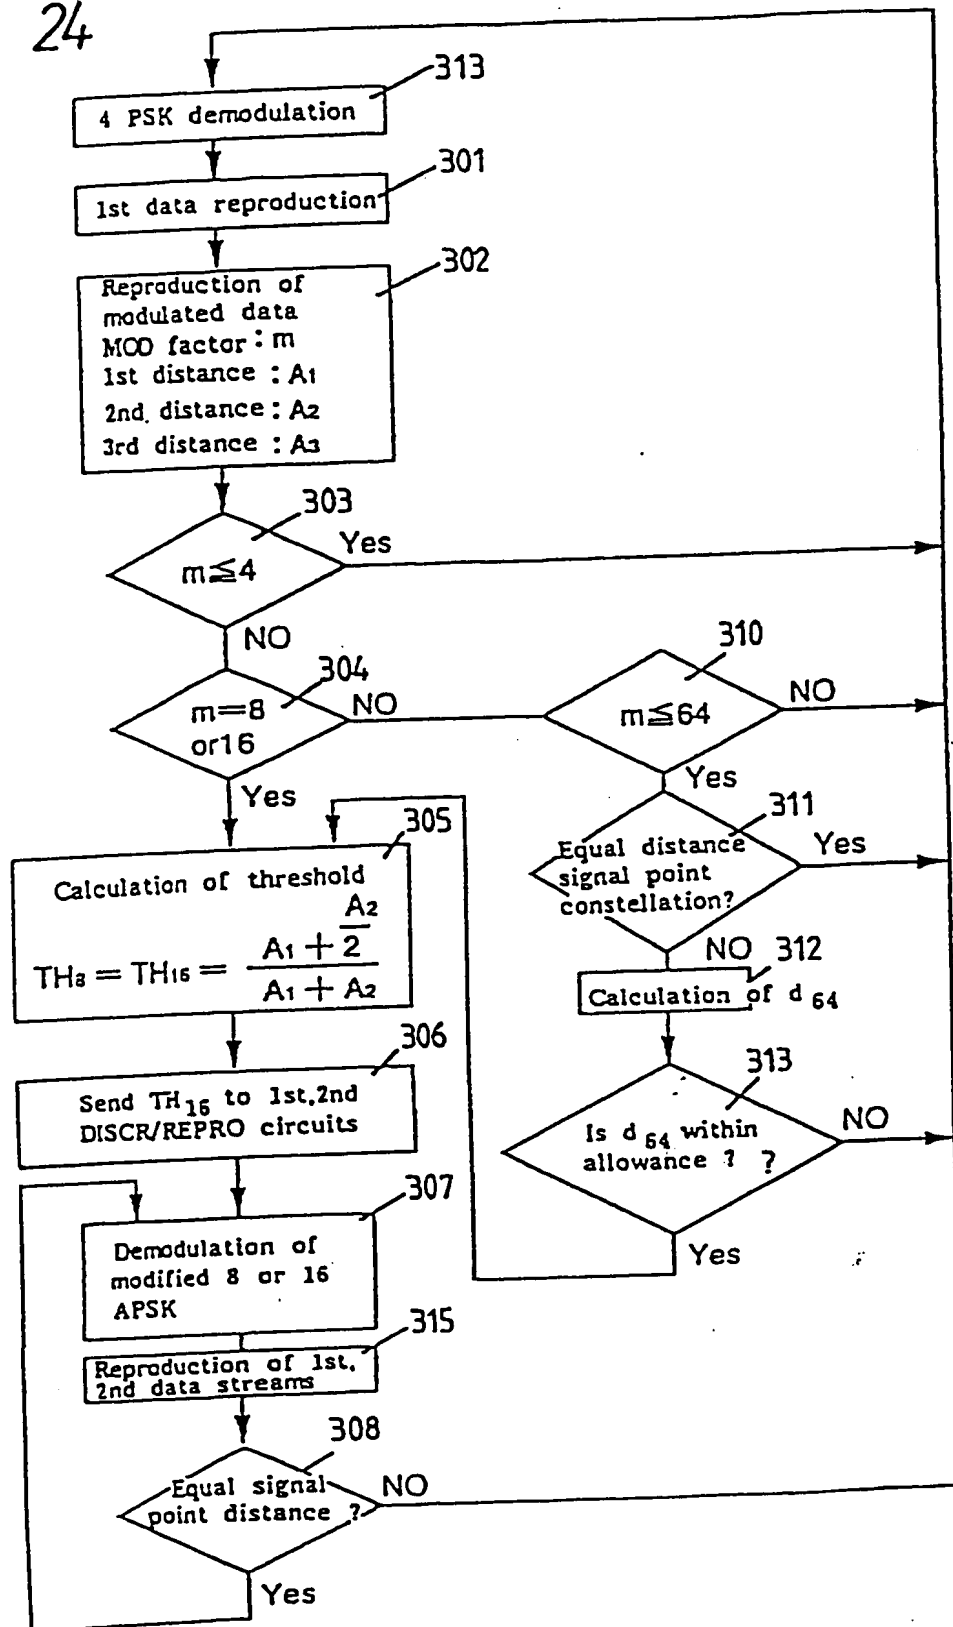 24
313
4 PSK demodulation
301
1st data reproduction
302
Reproduction of
modulated data
MOD factor : m
1st distance : A1
2nd. distance : A2
3rd distance : A3
303
m≦4
Yes
NO
304
m=8
or16
NO
Yes
310
m≦64
NO
Yes
311
Equal distance
signal point
constellation?
Yes
NO
312
Calculation of d 64
313
Is d 64 within
allowance ? ?
NO
Yes
305
Calculation of threshold
TH8 = TH16 = (A1 + A2/2) / (A1 + A2)
306
Send TH16 to 1st.2nd
DISCR/REPRO circuits
307
Demodulation of
modified 8 or 16
APSK
315
Reproduction of 1st.
2nd data streams
308
Equal signal
point distance ?
NO
Yes